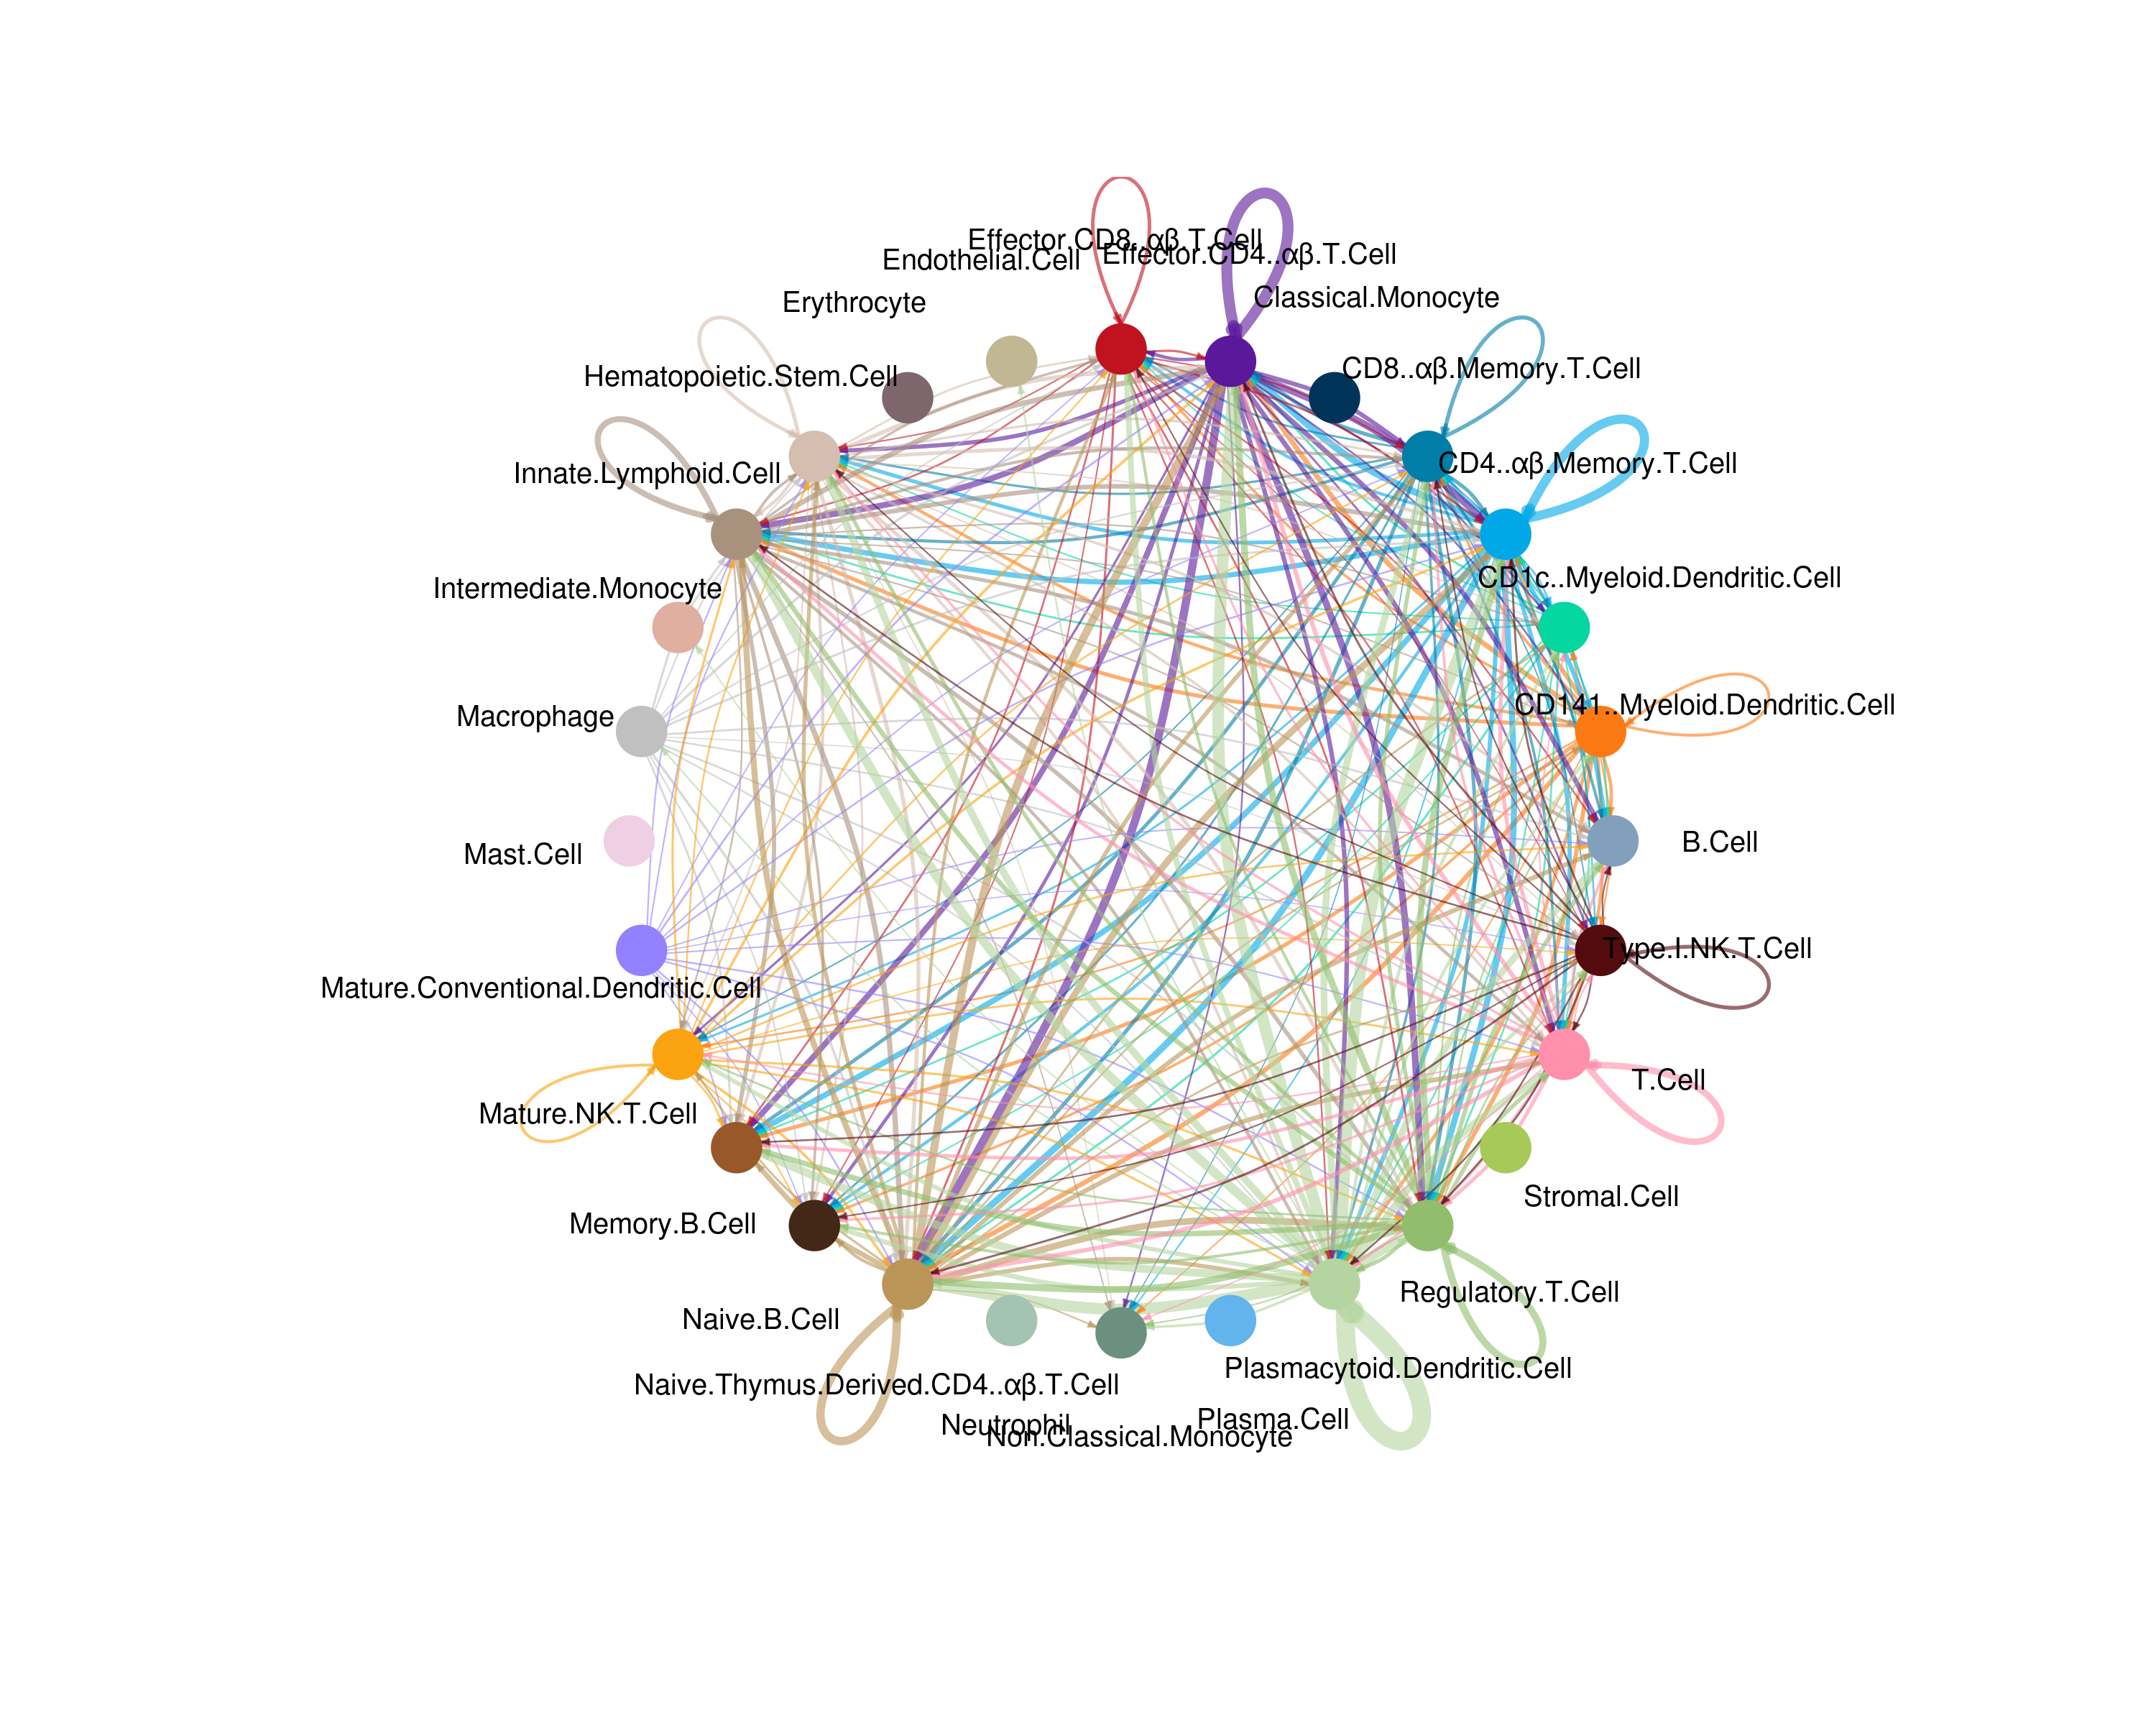 Effector.CD8..αβ.T.Cell
Effector.CD4..αβ.T.Cell
Endothelial.Cell
Classical.Monocyte
Erythrocyte
CD8..αβ.Memory.T.Cell
Hematopoietic.Stem.Cell
CD4..αβ.Memory.T.Cell
Innate.Lymphoid.Cell
CD1c..Myeloid.Dendritic.Cell
Intermediate.Monocyte
CD141..Myeloid.Dendritic.Cell
Macrophage
B.Cell
Mast.Cell
Type.I.NK.T.Cell
Mature.Conventional.Dendritic.Cell
T.Cell
Mature.NK.T.Cell
Stromal.Cell
Memory.B.Cell
Regulatory.T.Cell
Naive.B.Cell
Plasmacytoid.Dendritic.Cell
Naive.Thymus.Derived.CD4..αβ.T.Cell
Plasma.Cell
Neutrophil
Non.Classical.Monocyte